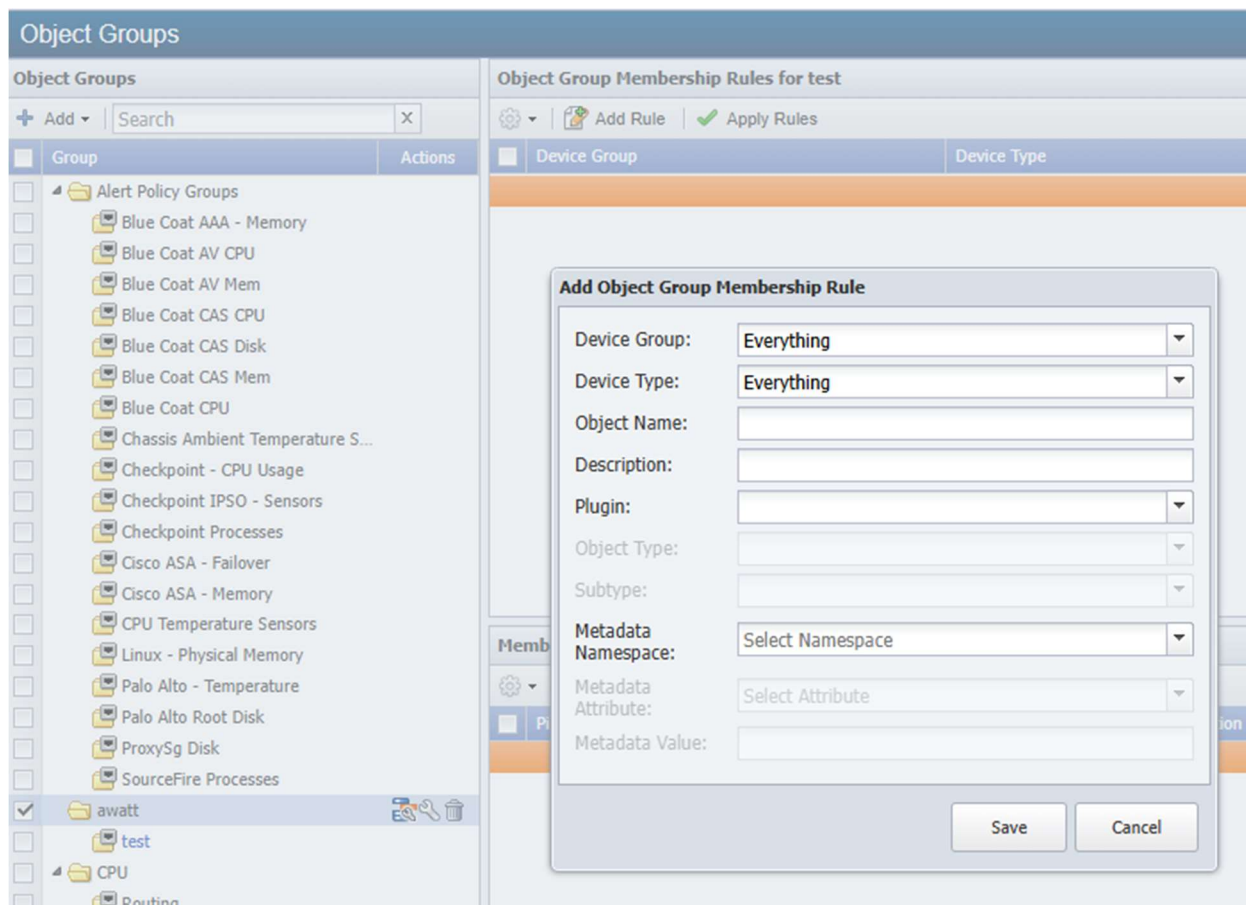 Object Groups
Object Groups
Add
Search
Group Actions
Alert Policy Groups
Blue Coat AAA - Memory
Blue Coat AV CPU
Blue Coat AV Mem
Blue Coat CAS CPU
Blue Coat CAS Disk
Blue Coat CAS Mem
Blue Coat CPU
Chassis Ambient Temperature S...
Checkpoint - CPU Usage
Checkpoint IPSO - Sensors
Checkpoint Processes
Cisco ASA - Failover
Cisco ASA - Memory
CPU Temperature Sensors
Linux - Physical Memory
Palo Alto - Temperature
Palo Alto Root Disk
ProxySg Disk
SourceFire Processes
awatt
test
CPU
Routing
Object Group Membership Rules for test
Add Rule Apply Rules
Device Group Device Type
Add Object Group Membership Rule
Device Group: Everything
Device Type: Everything
Object Name:
Description:
Plugin:
Object Type:
Subtype:
Metadata
Namespace: Select Namespace
Metadata
Attribute: Select Attribute
Metadata Value:
Save Cancel